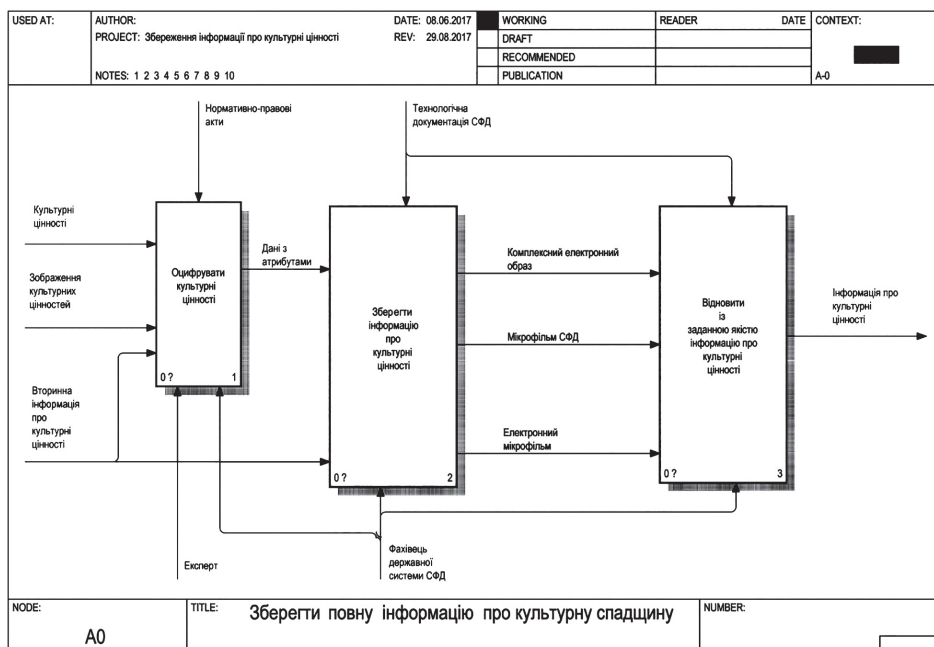 USED AT:
AUTHOR:
DATE: 08.06.2017
WORKING
READER
DATE
CONTEXT:
PROJECT: Збереження інформації про культурні цінності
REV: 29.08.2017
DRAFT
RECOMMENDED
NOTES: 1 2 3 4 5 6 7 8 9 10
PUBLICATION
A-0
Нормативно-правові
акти
Технологічна
документація СФД
Культурні
цінності
Зображення
культурних
цінностей
Вторинна
інформація
про
культурні
цінності
Оцифрувати
культурні
цінності
0 ?
1
Дані з
атрибутами
Зберегти
інформацію
про
культурні
цінності
0 ?
2
Комплексний електронний
образ
Мікрофільм СФД
Електронний
мікрофільм
Відновити
із
заданною якістю
інформацію про
культурні
цінності
0 ?
3
Інформація про
культурні
цінності
Експерт
Фахівець
державної
системи СФД
NODE:
A0
TITLE:
Зберегти повну інформацію про культурну спадщину
NUMBER: